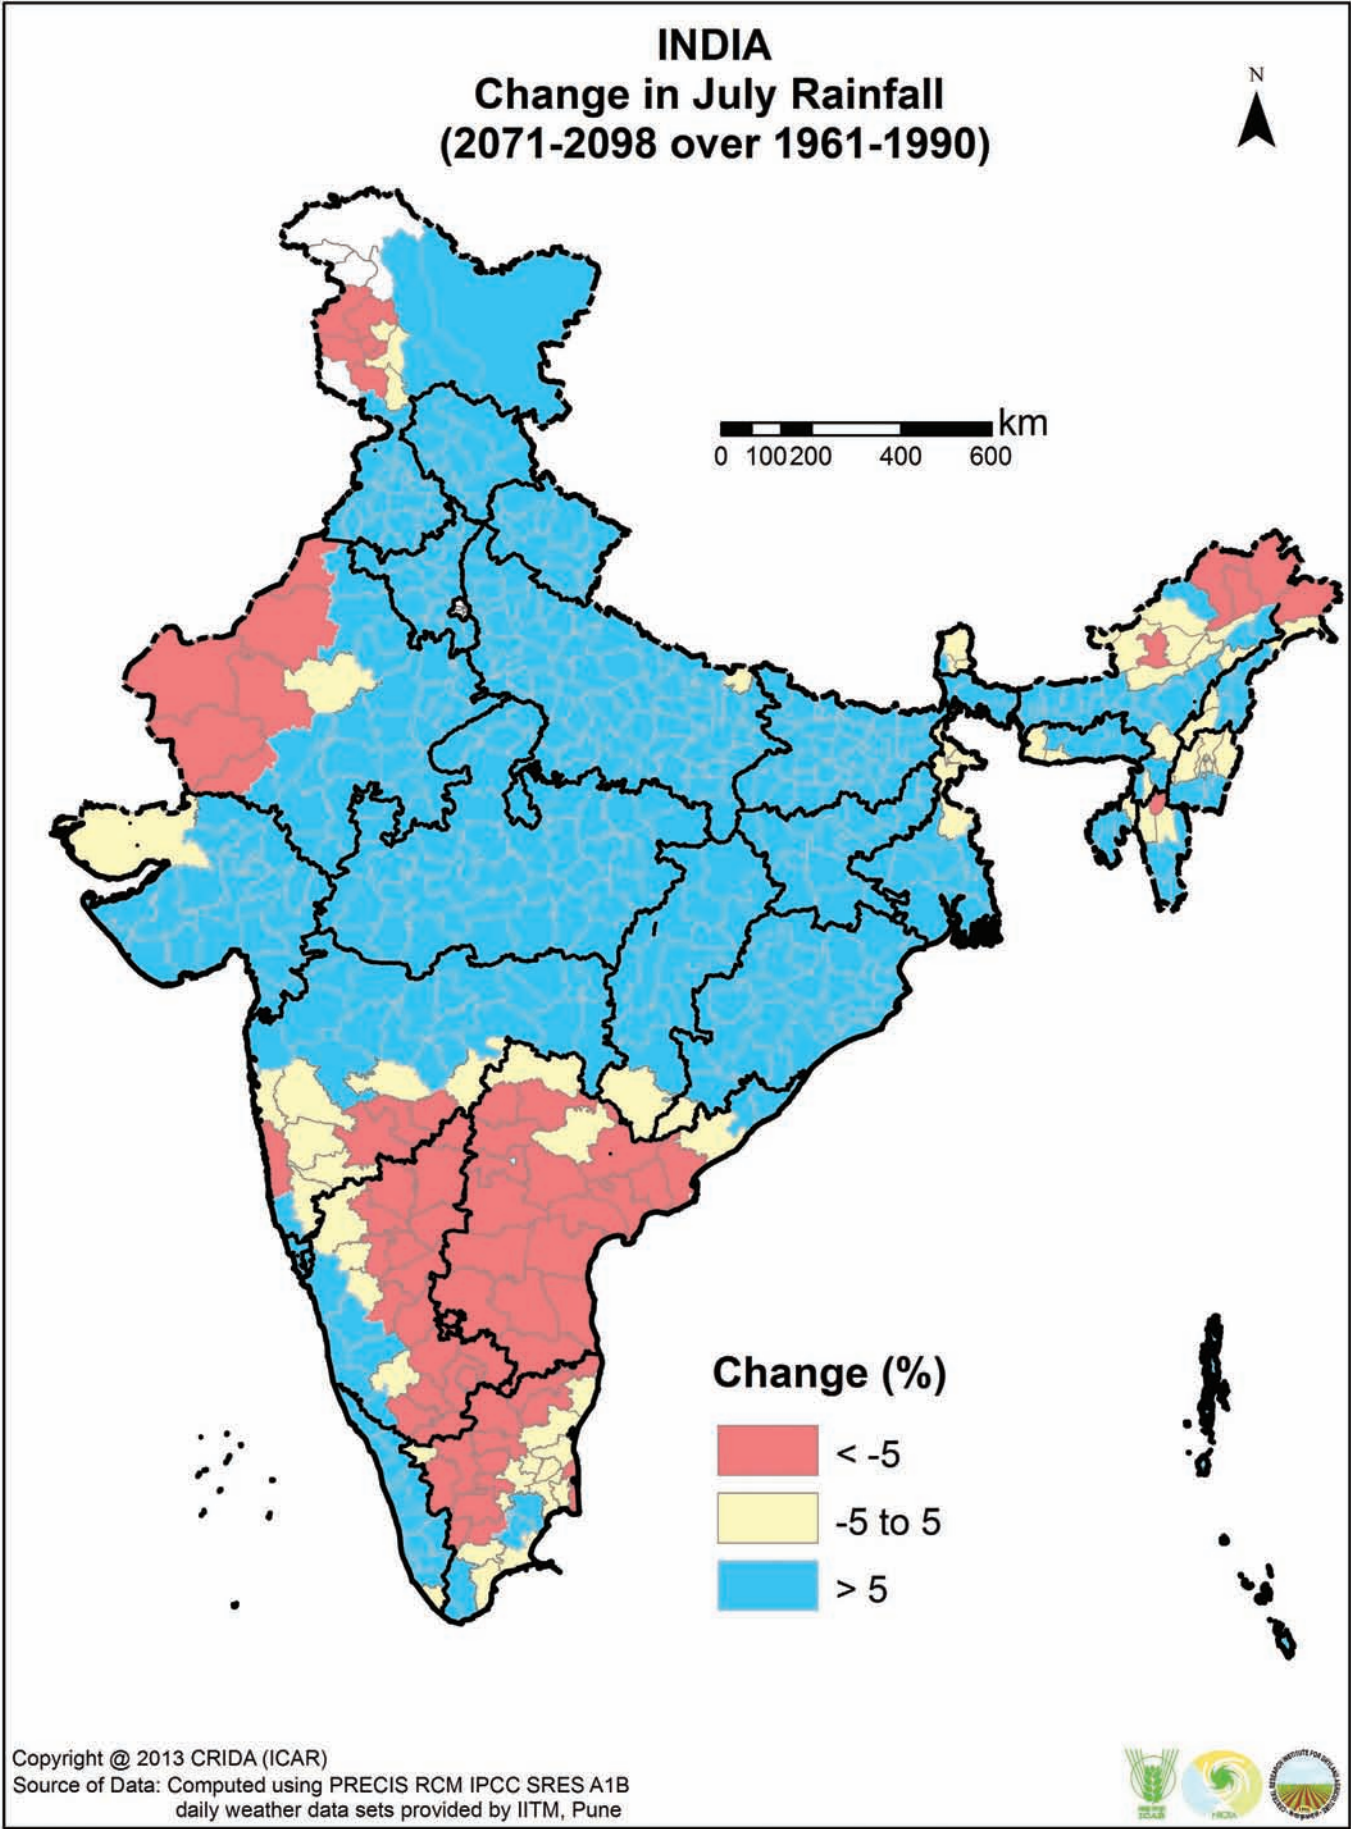 INDIA
Change in July Rainfall
(2071-2098 over 1961-1990)
N
km
0 100 200 400 600
Change (%)
< -5
-5 to 5
> 5
Copyright @ 2013 CRIDA (ICAR)
Source of Data: Computed using PRECIS RCM IPCC SRES A1B
daily weather data sets provided by IITM, Pune